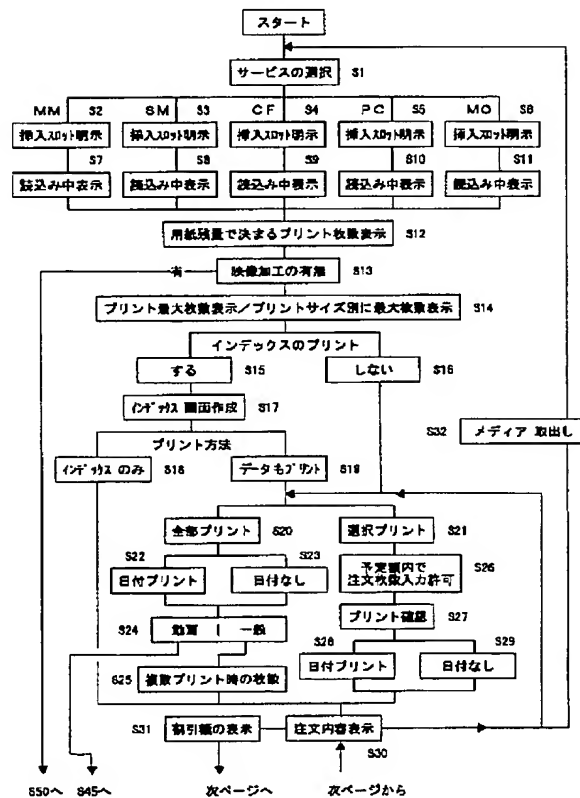 スタート
サービスの選択 S1
MM S2 SM S3 CF S4 PC S5 MO S6
挿入スロット明示 挿入スロット明示 挿入スロット明示 挿入スロット明示 挿入スロット明示
S7 S8 S9 S10 S11
読込み中表示 読込み中表示 読込み中表示 読込み中表示 読込み中表示
用紙残量で決まるプリント枚数表示 S12
有 映像加工の有無 S13
プリント最大枚数表示/プリントサイズ別に最大枚数表示 S14
インデックスのプリント
する S15 しない S16
インデックス 画面作成 S17
S32 メディア 取出し
プリント方法
インデックス のみ S18 データもプリント S19
全部プリント S20 選択プリント S21
S22 S23
日付プリント 日付なし
予定額内で
注文枚数入力許可 S26
プリント確認 S27
S24 動画 一般
S28 S29
日付プリント 日付なし
S25 複数プリント時の枚数
S31 割引額の表示 注文内容表示
S30
S50へ S45へ 次ページへ 次ページから